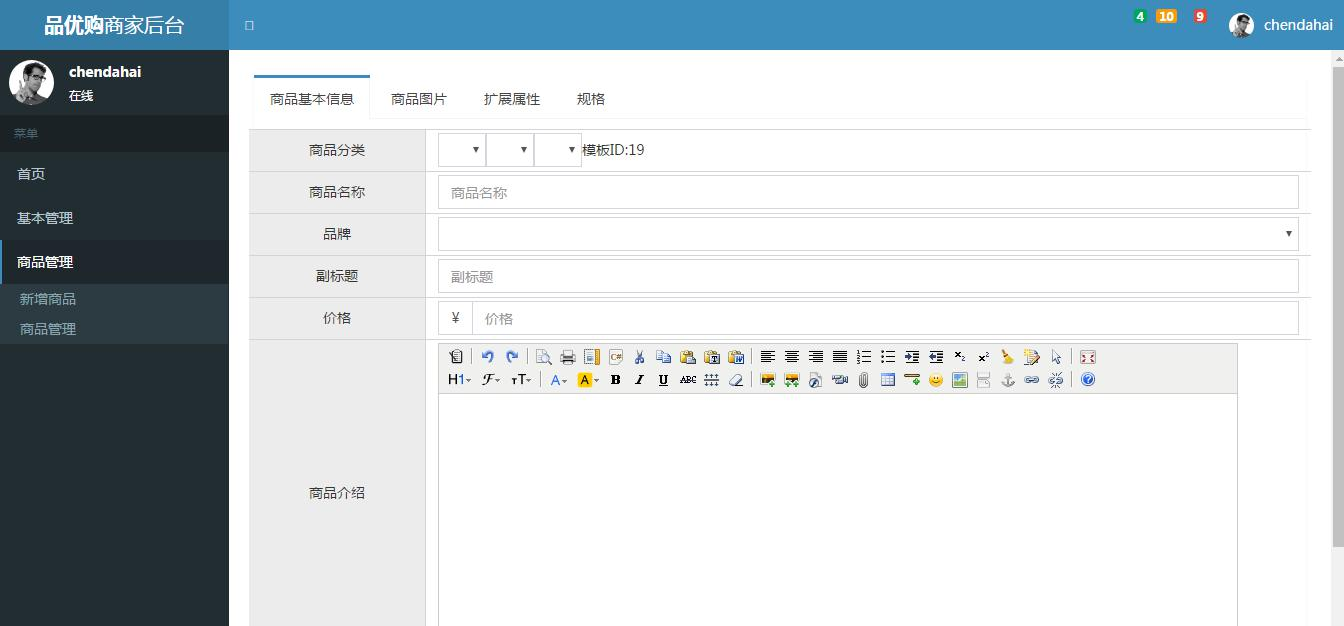 品优购商家后台
4 10 9 chendahai
chendahai
在线
菜单
首页
基本管理
商品管理
新增商品
商品管理
商品基本信息 商品图片 扩展属性 规格
商品分类 模板ID:19
商品名称 商品名称
品牌
副标题 副标题
价格 ¥ 价格
H1 F TT A A B I U ABC
商品介绍